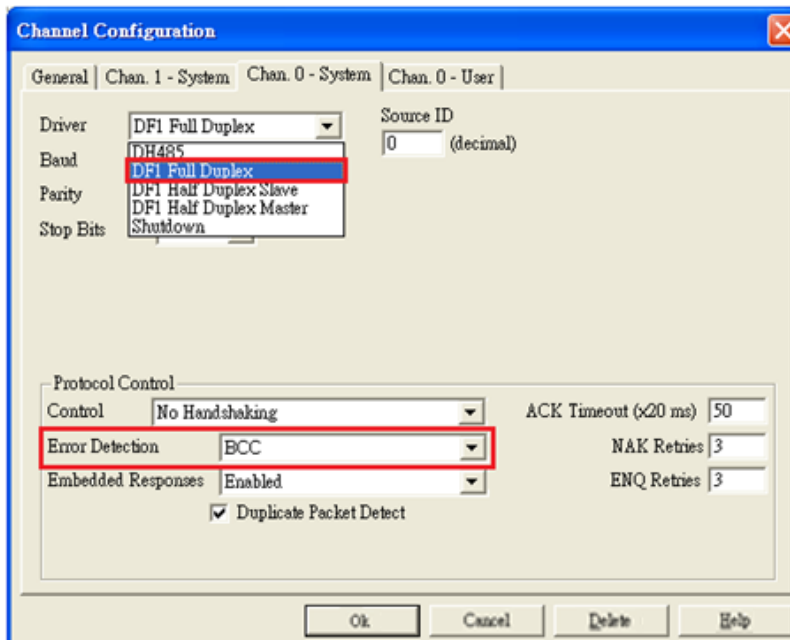 Channel Configuration
General Chan. 1 - System Chan. 0 - System Chan. 0 - User
Driver DF1 Full Duplex Source ID
0 (decimal)
DH485
Baud DF1 Full Duplex
Parity DF1 Half Duplex Slave
DF1 Half Duplex Master
Stop Bits Shutdown
Protocol Control
Control No Handshaking ACK Timeout (x20 ms) 50
Error Detection BCC NAK Retries 3
Embedded Responses Enabled ENQ Retries 3
Duplicate Packet Detect
Ok Cancel Delete Help